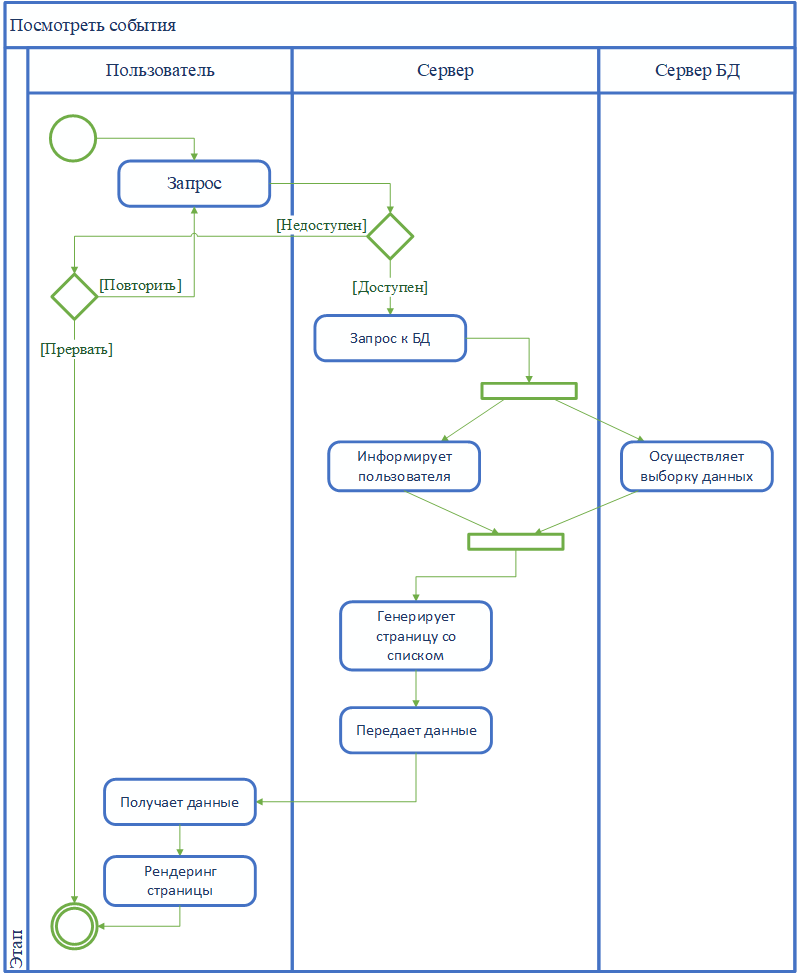 Посмотреть события
Пользователь
Сервер
Сервер БД
Запрос
[Недоступен]
[Повторить]
[Доступен]
Запрос к БД
[Прервать]
Информирует
пользователя
Осуществляет
выборку данных
Генерирует
страницу со
списком
Передает данные
Получает данные
Рендеринг
страницы
Этап